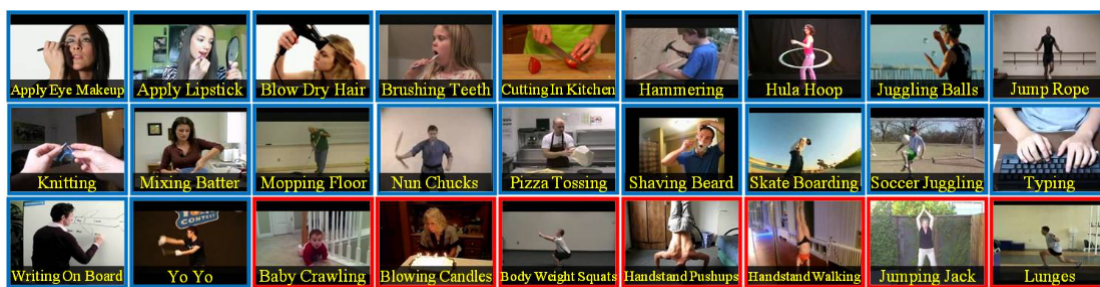 Apply Eye Makeup
Apply Lipstick
Blow Dry Hair
Brushing Teeth
Cutting In Kitchen
Hammering
Hula Hoop
Juggling Balls
Jump Rope
Knitting
Mixing Batter
Mopping Floor
Nun Chucks
Pizza Tossing
Shaving Beard
Skate Boarding
Soccer Juggling
Typing
Writing On Board
Yo Yo
Baby Crawling
Blowing Candles
Body Weight Squats
Handstand Pushups
Handstand Walking
Jumping Jack
Lunges